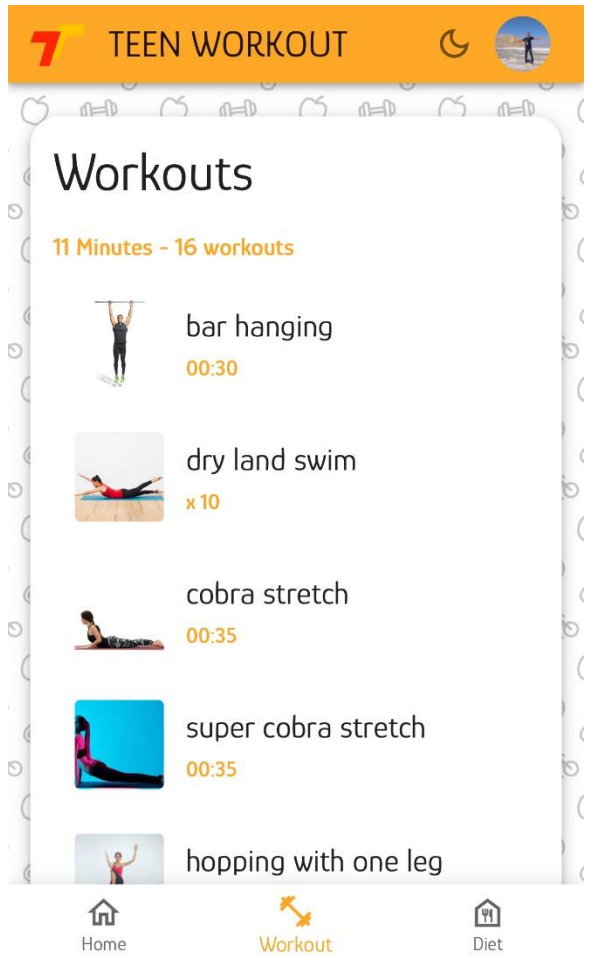 TEEN WORKOUT
Workouts
11 Minutes - 16 workouts
bar hanging
00:30
dry land swim
x 10
cobra stretch
00:35
super cobra stretch
00:35
hopping with one leg
Home
Workout
Diet